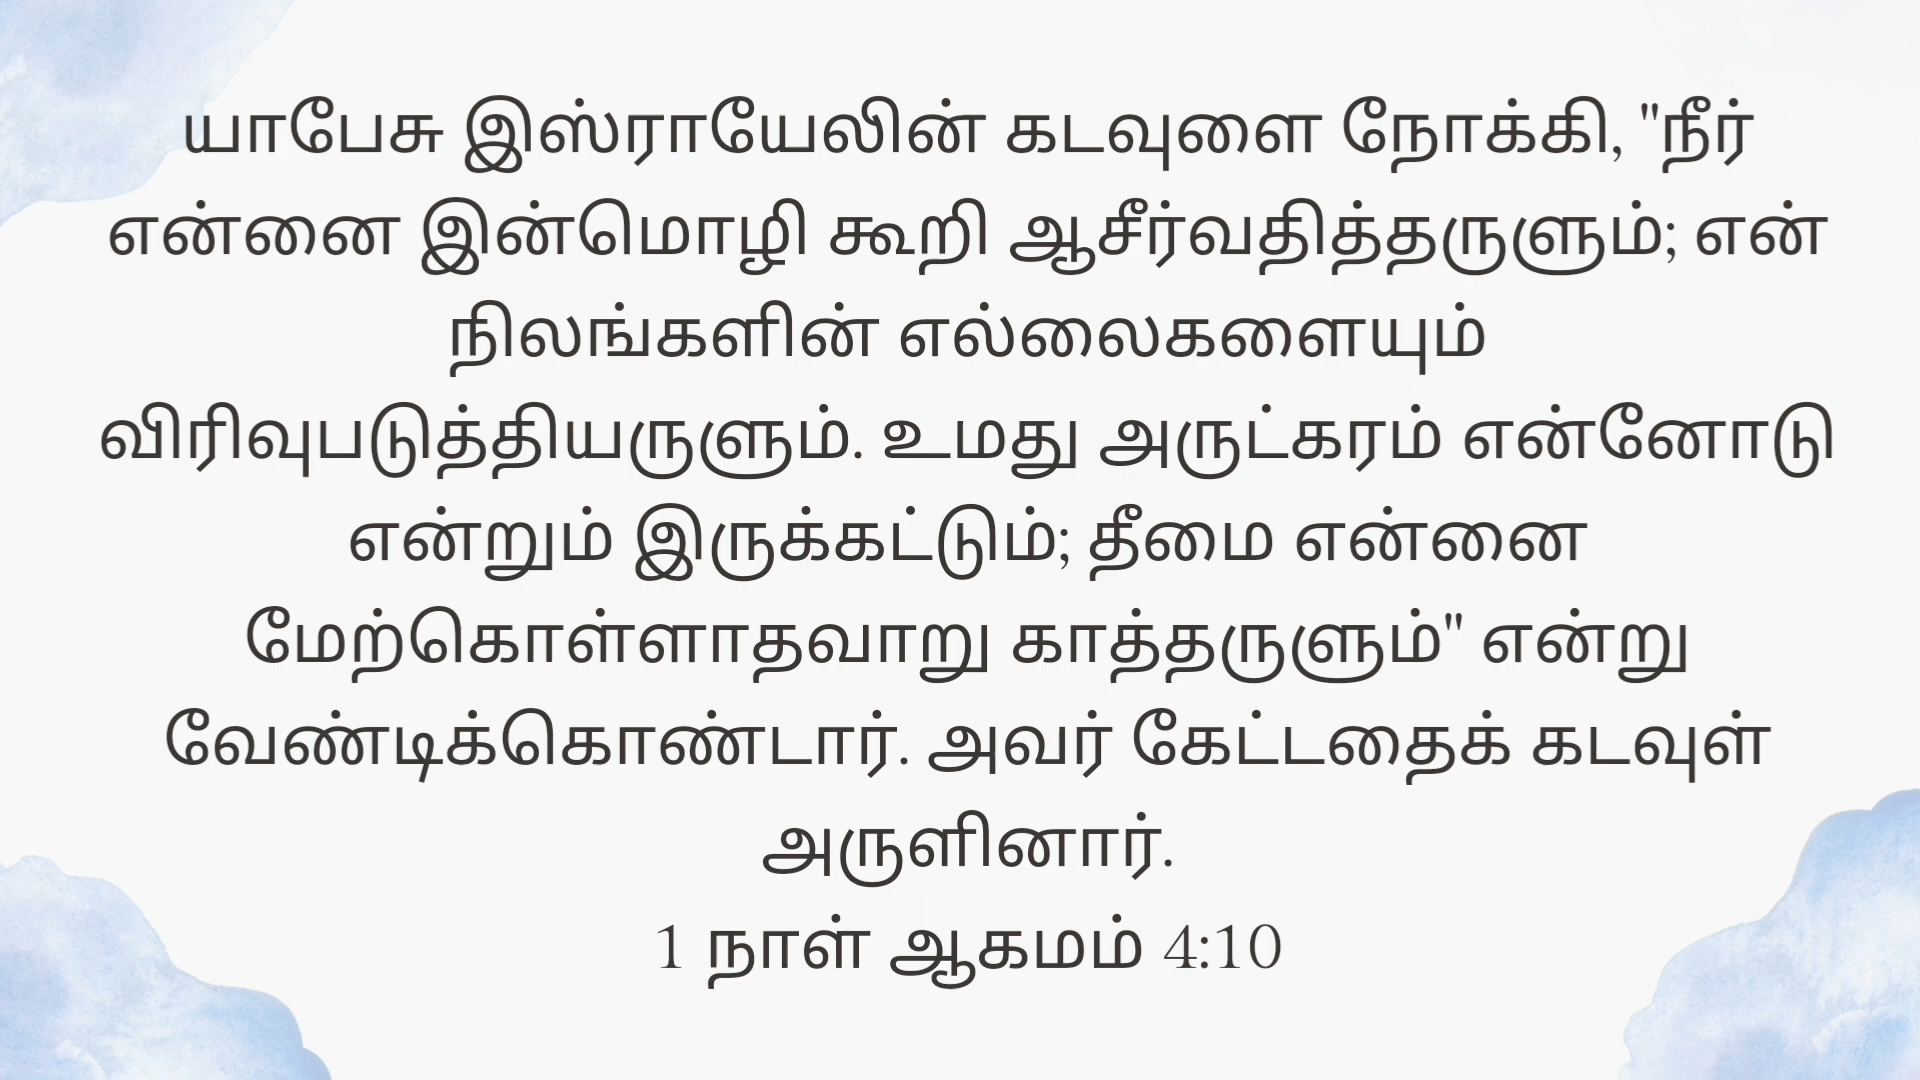 யாபேசு இஸ்ராயேலின் கடவுளை நோக்கி, "நீர்
என்னை இன்மொழி கூறி ஆசீர்வதித்தருளும்; என்
நிலங்களின் எல்லைகளையும்
விரிவுபடுத்தியருளும். உமது அருட்கரம் என்னோடு
என்றும் இருக்கட்டும்; தீமை என்னை
மேற்கொள்ளாதவாறு காத்தருளும்" என்று
வேண்டிக்கொண்டார். அவர் கேட்டதைக் கடவுள்
அருளினார்.
1 நாள் ஆகமம் 4:10